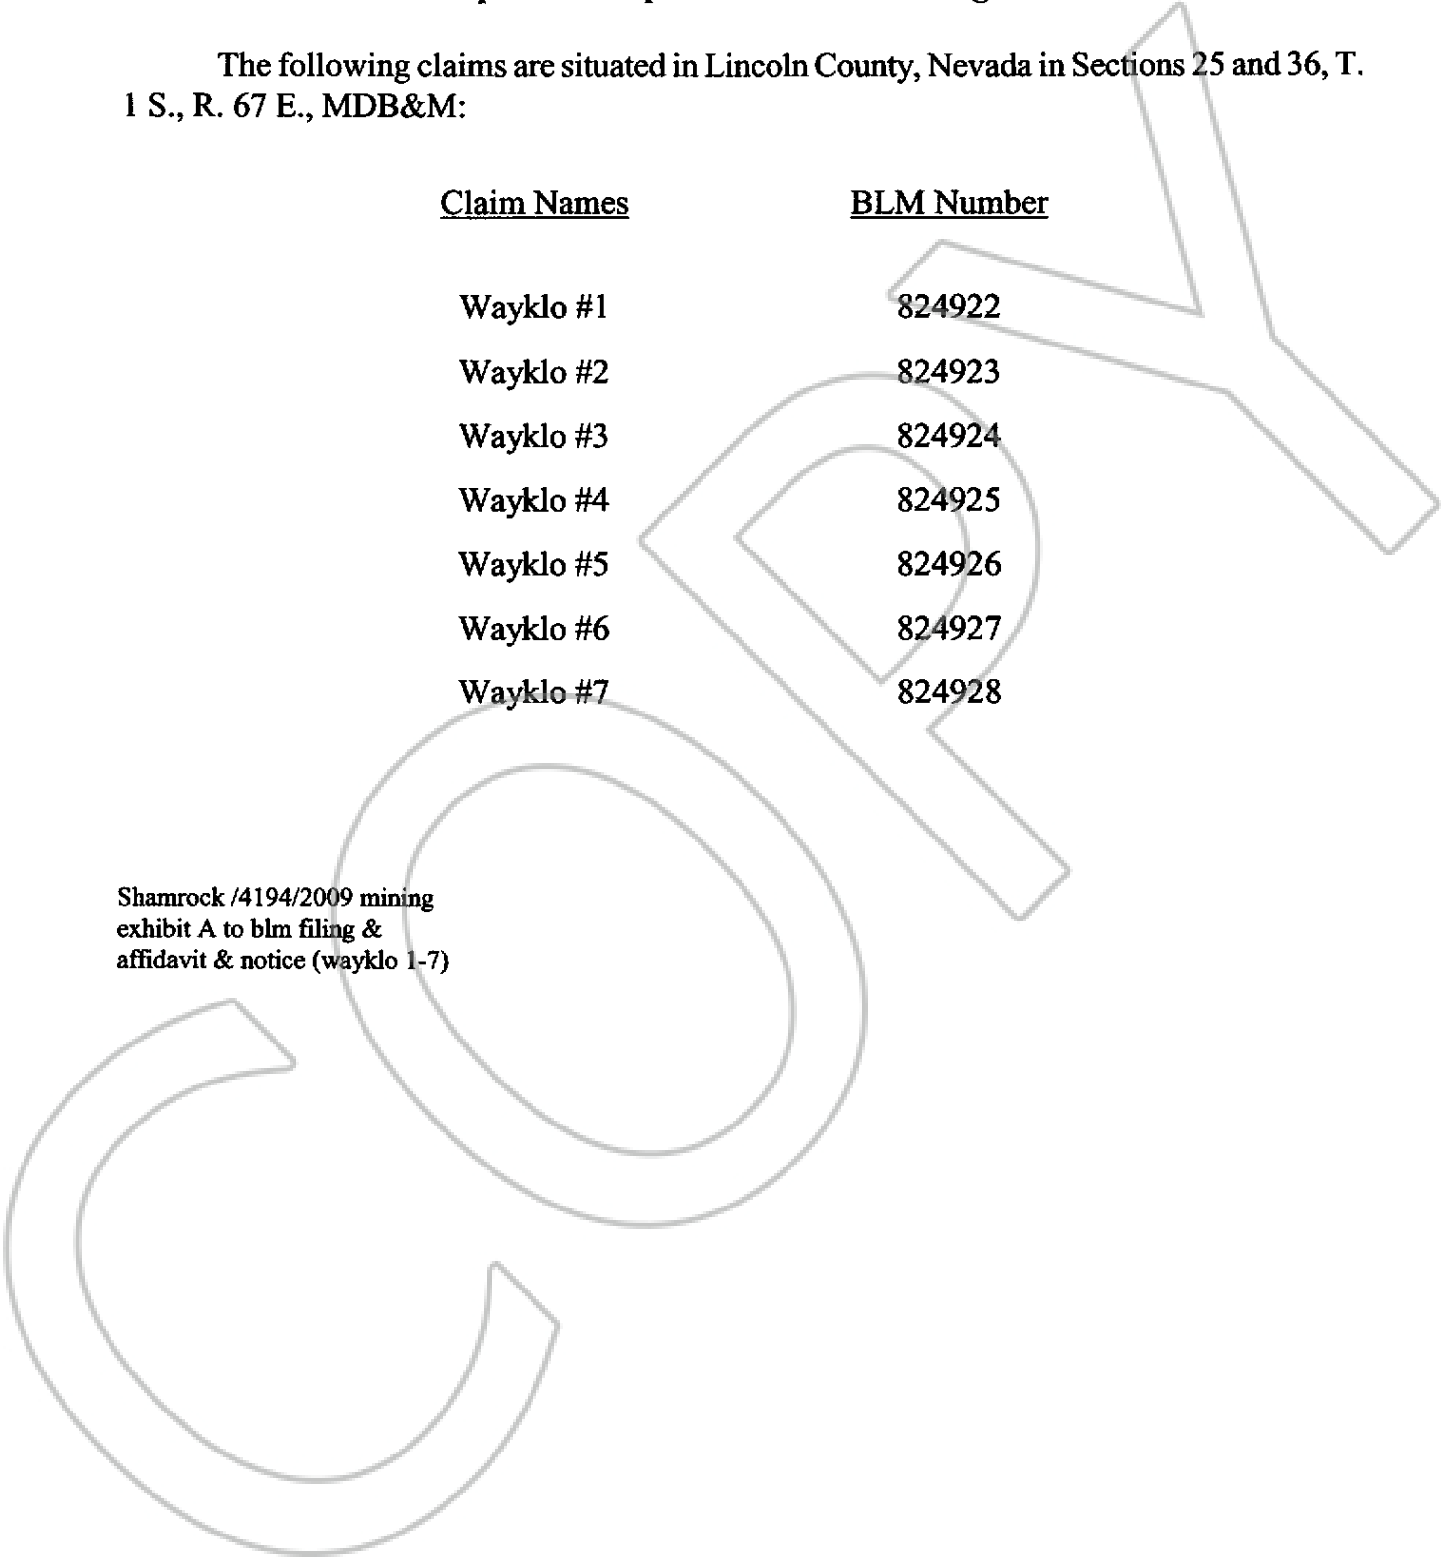 The following claims are situated in Lincoln County, Nevada in Sections 25 and 36, T.
1 S., R. 67 E., MDB&M:
Claim Names BLM Number
Wayklo #1 824922
Wayklo #2 824923
Wayklo #3 824924
Wayklo #4 824925
Wayklo #5 824926
Wayklo #6 824927
Wayklo #7 824928
Shamrock /4194/2009 mining
exhibit A to blm filing &
affidavit & notice (wayklo 1-7)
COPY